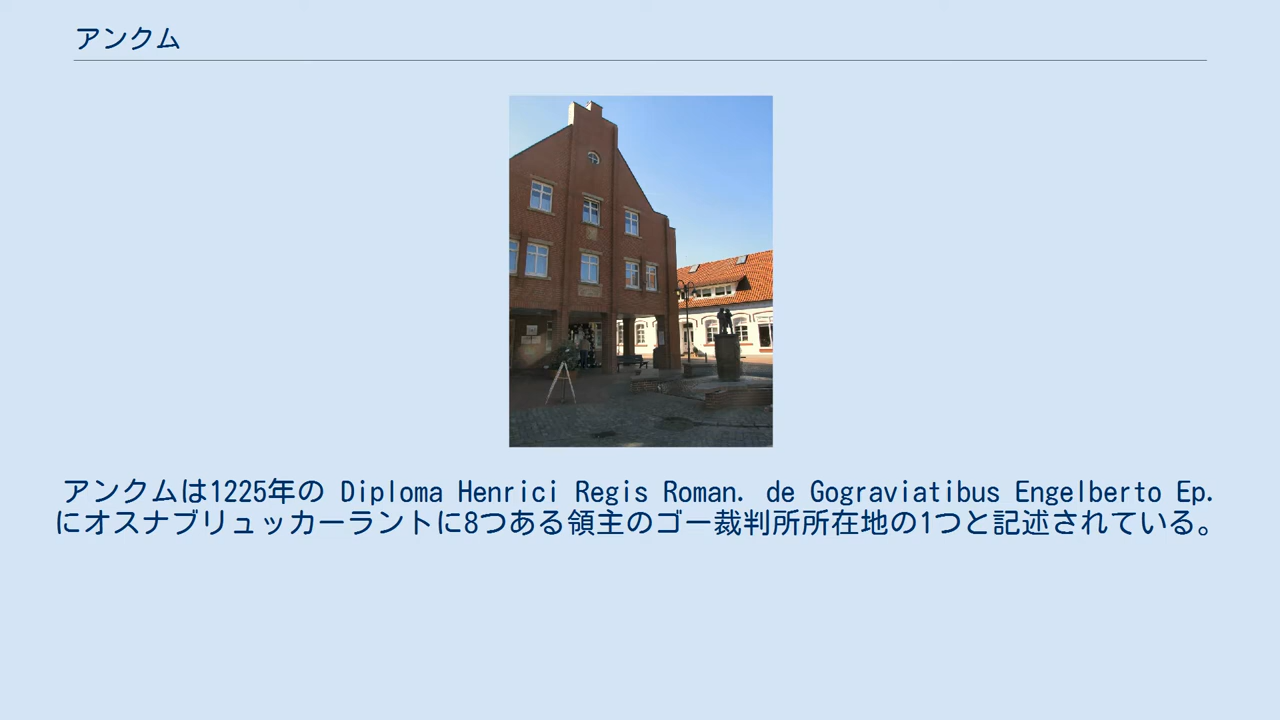 アンクム
アンクムは1225年の Diploma Henrici Regis Roman. de Gograviatibus Engelberto Ep.
にオスナブリュッカーラントに8つある領主のゴー裁判所所在地の1つと記述されている。